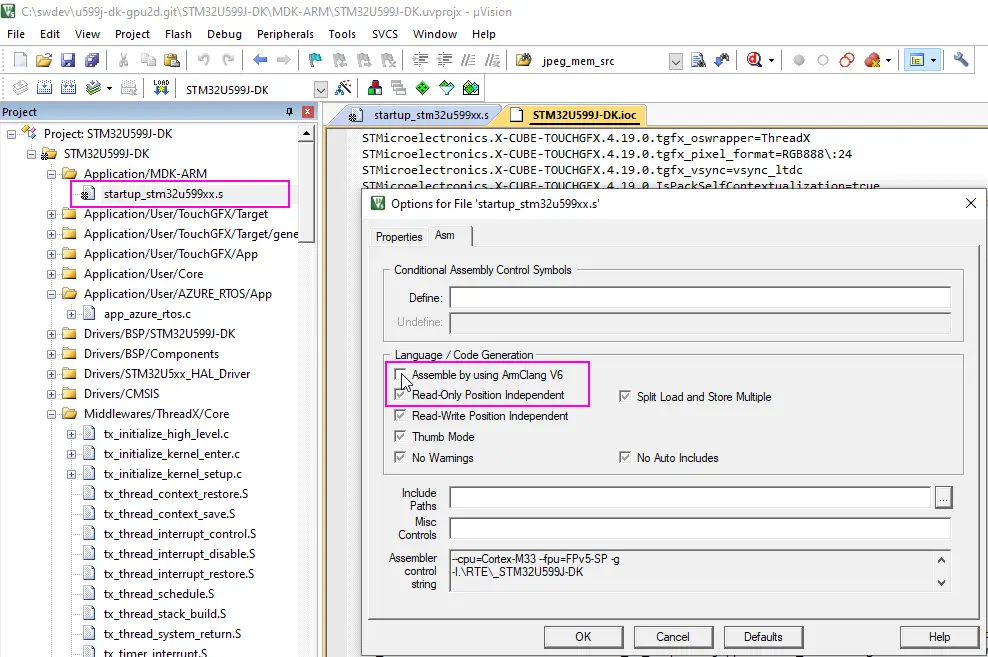 C:\swdev\u599j-dk-gpu2d.git\STM32U599J-DK\MDK-ARM\STM32U599J-DK.uvprojx - µVision
File Edit View Project Flash Debug Peripherals Tools SVCS Window Help
jpeg_mem_src
LOAD STM32U599J-DK
Project
startup_stm32u599xx.s STM32U599J-DK.ioc
Project: STM32U599J-DK
STM32U599J-DK
Application/MDK-ARM
startup_stm32u599xx.s
Application/User/TouchGFX/Target
Application/User/TouchGFX/Target/gene
Application/User/TouchGFX/App
Application/User/Core
Application/User/AZURE_RTOS/App
app_azure_rtos.c
Drivers/BSP/STM32U599J-DK
Drivers/BSP/Components
Drivers/STM32U5xx_HAL_Driver
Drivers/CMSIS
Middlewares/ThreadX/Core
tx_initialize_high_level.c
tx_initialize_kernel_enter.c
tx_initialize_kernel_setup.c
tx_thread_context_restore.S
tx_thread_context_save.S
tx_thread_interrupt_control.S
tx_thread_interrupt_disable.S
tx_thread_interrupt_restore.S
tx_thread_schedule.S
tx_thread_stack_build.S
tx_thread_system_return.S
tx_timer_interrupt.S
STMicroelectronics.X-CUBE-TOUCHGFX.4.19.0.tgfx_oswrapper=ThreadX
STMicroelectronics.X-CUBE-TOUCHGFX.4.19.0.tgfx_pixel_format=RGB888\:24
STMicroelectronics.X-CUBE-TOUCHGFX.4.19.0.tgfx_vsync=vsync_ltdc
STMicroelectronics.X-CUBE-TOUCHGFX.4.19.0_IsPackSelfContextualization=true
Options for File 'startup_stm32u599xx.s'
Properties Asm
Conditional Assembly Control Symbols
Define:
Undefine:
Language / Code Generation
Assemble by using ArmClang V6
Read-Only Position Independent
Split Load and Store Multiple
Read-Write Position Independent
Thumb Mode
No Warnings
No Auto Includes
Include
Paths
...
Misc
Controls
Assembler
control
string
--cpu=Cortex-M33 --fpu=FPv5-SP -g
-I.\RTE\_STM32U599J-DK
OK Cancel Defaults Help